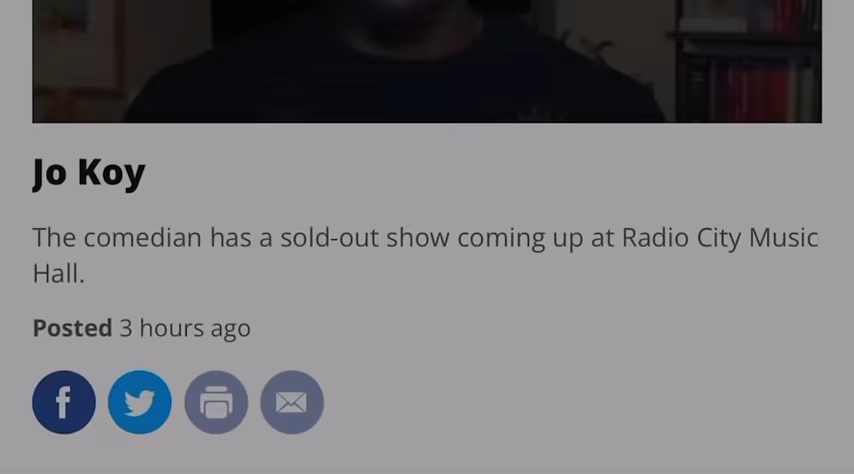 Jo Koy
The comedian has a sold-out show coming up at Radio City Music
Hall.
Posted 3 hours ago